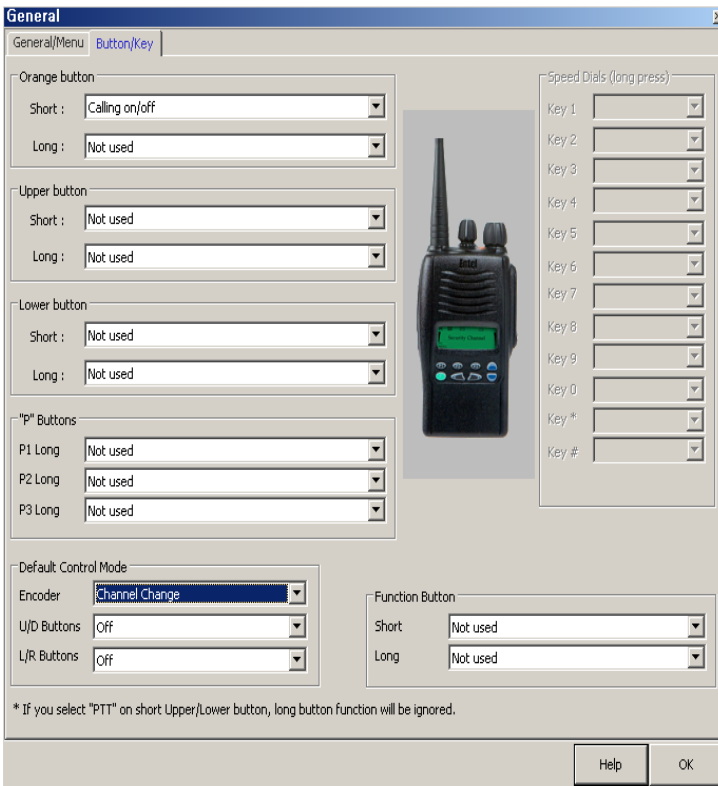 General
General/Menu Button/Key
Orange button
Short : Calling on/off
Long : Not used
Upper button
Short : Not used
Long : Not used
Lower button
Short : Not used
Long : Not used
"P" Buttons
P1 Long Not used
P2 Long Not used
P3 Long Not used
Default Control Mode
Encoder Channel Change
U/D Buttons Off
L/R Buttons Off
Entel
Security Channel
Speed Dials (long press)
Key 1
Key 2
Key 3
Key 4
Key 5
Key 6
Key 7
Key 8
Key 9
Key 0
Key *
Key #
Function Button
Short Not used
Long Not used
* If you select "PTT" on short Upper/Lower button, long button function will be ignored.
Help OK